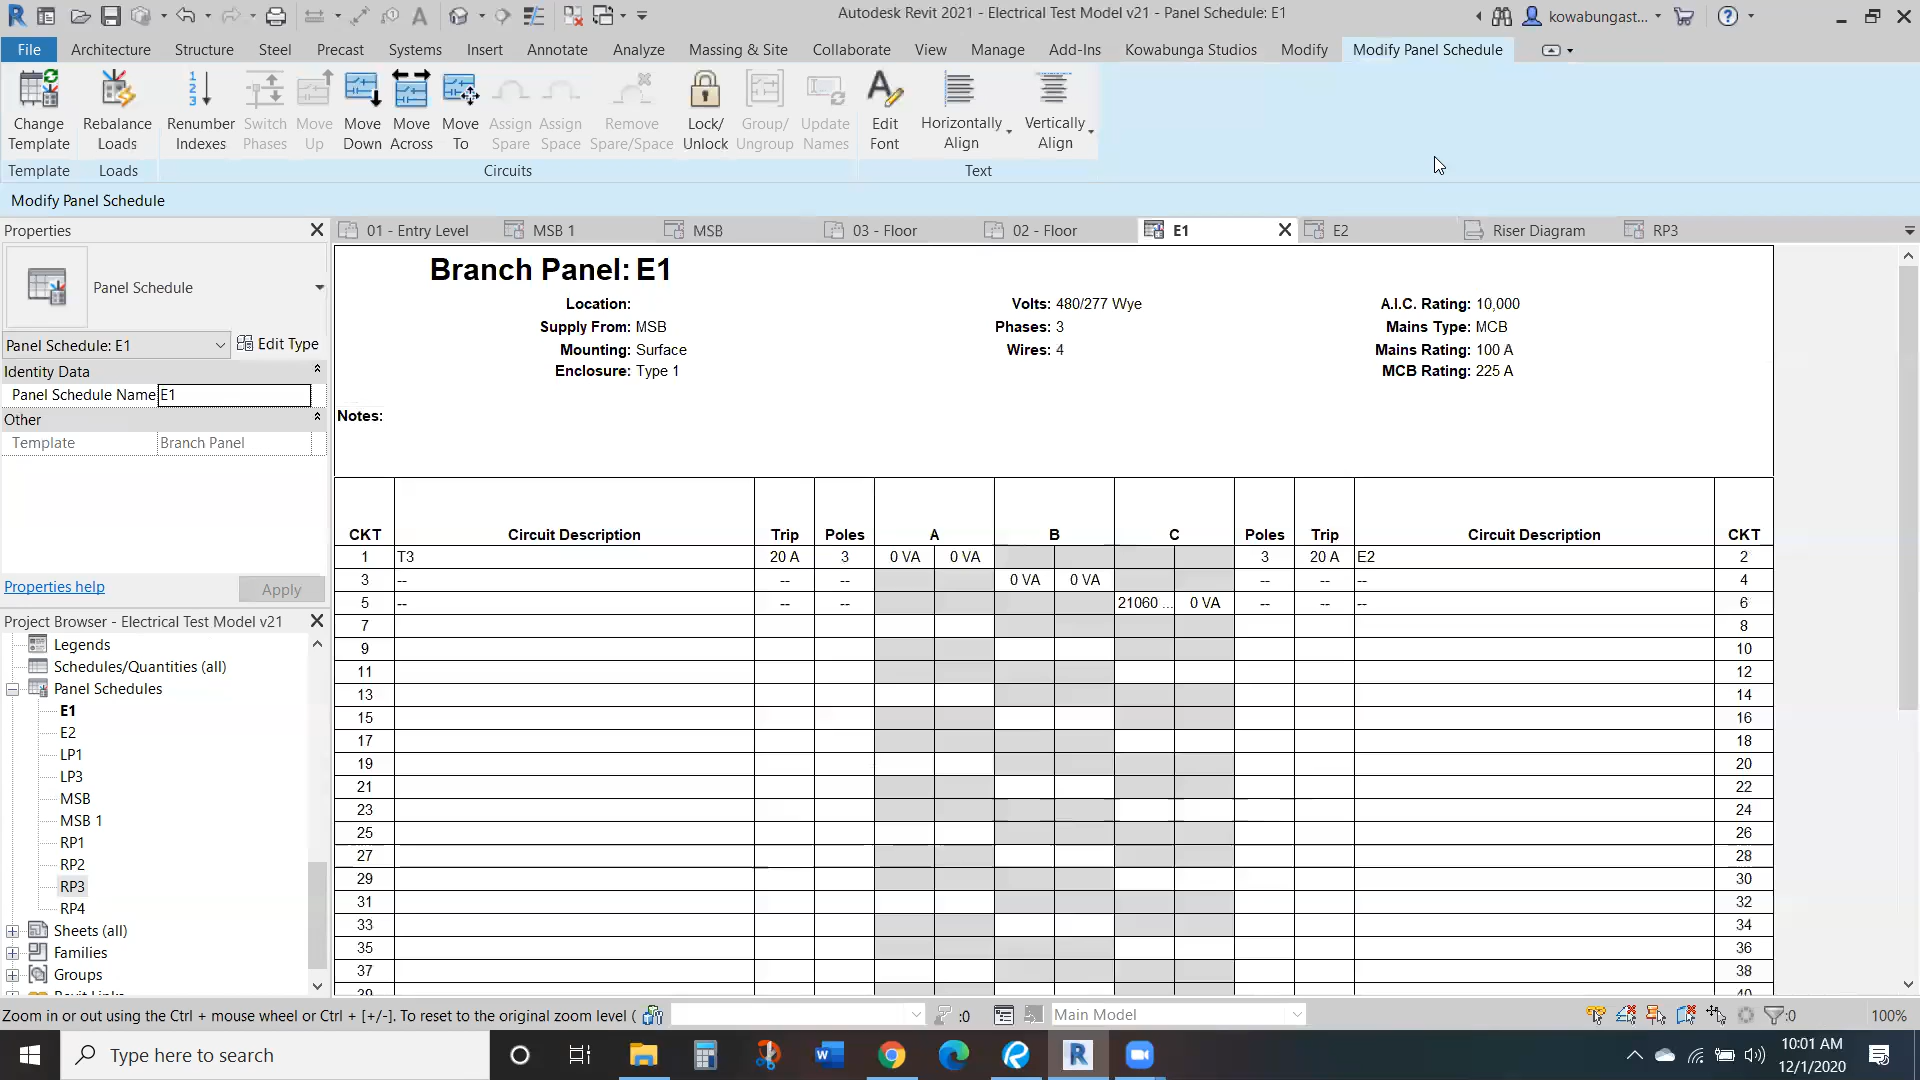 Autodesk Revit 2021 - Electrical Test Model v21 - Panel Schedule: E1
kowabungast...
File Architecture Structure Steel Precast Systems Insert Annotate Analyze Massing & Site Collaborate View Manage Add-Ins Kowabunga Studios Modify Modify Panel Schedule
Change Template
Rebalance Loads
Renumber Indexes
Switch Phases
Move Up
Move Down
Move Across
Move To
Assign Spare
Assign Space
Remove Spare/Space
Lock/ Unlock
Group/ Ungroup
Update Names
Edit Font
Horizontally Align
Vertically Align
Template Loads Circuits Text
Modify Panel Schedule
Properties
01 - Entry Level MSB 1 MSB 03 - Floor 02 - Floor E1 E2 Riser Diagram RP3
Panel Schedule
Panel Schedule: E1 Edit Type
Identity Data
Panel Schedule Name E1
Other
Template Branch Panel
Properties help Apply
Project Browser - Electrical Test Model v21
Legends
Schedules/Quantities (all)
Panel Schedules
E1
E2
LP1
LP3
MSB
MSB 1
RP1
RP2
RP3
RP4
Sheets (all)
Families
Groups
Branch Panel: E1
Location: Volts: 480/277 Wye A.I.C. Rating: 10,000
Supply From: MSB Phases: 3 Mains Type: MCB
Mounting: Surface Wires: 4 Mains Rating: 100 A
Enclosure: Type 1 MCB Rating: 225 A
Notes:
CKT Circuit Description Trip Poles A B C Poles Trip Circuit Description CKT
1 T3 20 A 3 0 VA 0 VA 3 20 A E2 2
3 -- -- -- 0 VA 0 VA -- -- -- 4
5 -- -- -- 21060 ... 0 VA -- -- -- 6
7 8
9 10
11 12
13 14
15 16
17 18
19 20
21 22
23 24
25 26
27 28
29 30
31 32
33 34
35 36
37 38
39 40
Zoom in or out using the Ctrl + mouse wheel or Ctrl + [+/-]. To reset to the original zoom level ( :0 Main Model :0 100%
Type here to search
10:01 AM
12/1/2020